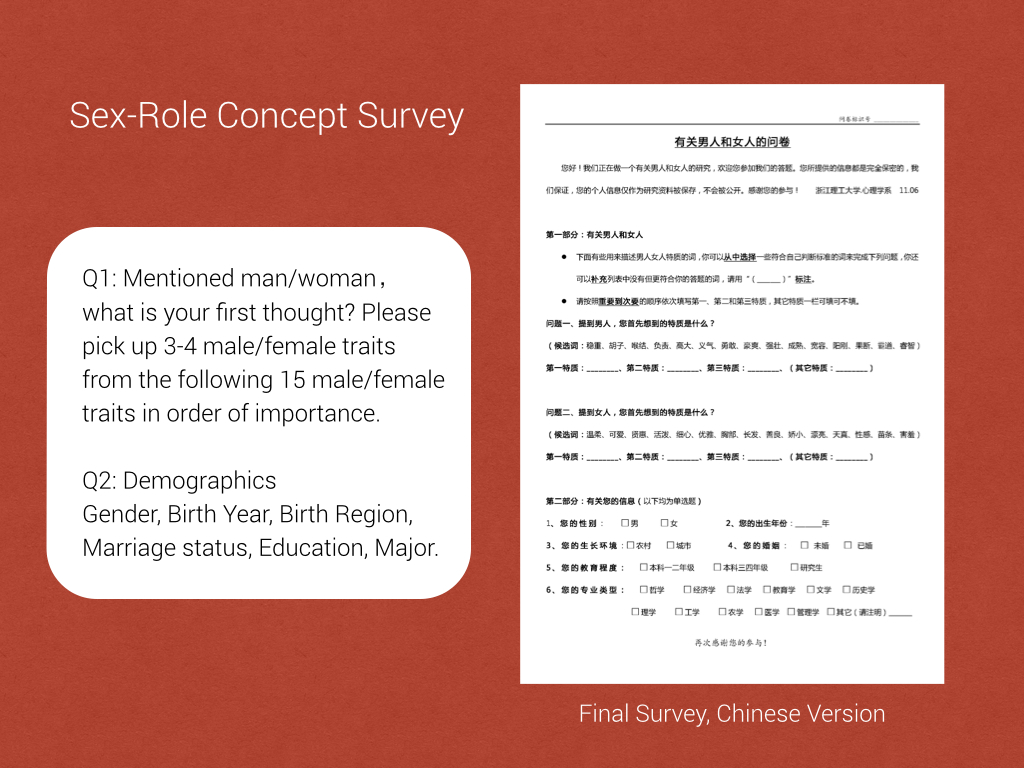 Sex-Role Concept Survey
Q1: Mentioned man/woman，
what is your first thought? Please
pick up 3-4 male/female traits
from the following 15 male/female
traits in order of importance.
Q2: Demographics
Gender, Birth Year, Birth Region,
Marriage status, Education, Major.
问卷标识号 ____________
有关男人和女人的问卷
您好！我们正在做一个有关男人和女人的研究，欢迎您参加我们的答题。您所提供的信息都是完全保密的，我
们保证，您的个人信息仅作为研究资料被保存，不会被公开。感谢您的参与！ 浙江理工大学.心理学系 11.06
第一部分：有关男人和女人
● 下面有些用来描述男人女人特质的词，你可以从中选择一些符合自己判断标准的词来完成下列问题，你还
可以补充列表中没有但更符合你的答题的词，请用“（______）”标注。
● 请按照重要到次要的顺序依次填写第一、第二和第三特质，其它特质一栏可填可不填。
问题一、提到男人，您首先想到的特质是什么？
（候选词：稳重、胡子、喉结、负责、高大、义气、勇敢、豪爽、强壮、成熟、宽容、阳刚、果断、霸道、睿智）
第一特质：________、第二特质：________、第三特质：________、（其它特质：________）
问题二、提到女人，您首先想到的特质是什么？
（候选词：温柔、可爱、贤惠、活泼、细心、优雅、胸部、长发、善良、娇小、漂亮、天真、性感、苗条、害羞）
第一特质：________、第二特质：________、第三特质：________、（其它特质：________）
第二部分：有关您的信息（以下均为单选题）
1、您的性别： □男 □女 2、您的出生年份：______年
3、您的生长环境：□农村 □城市 4、您的婚姻： □ 未婚 □ 已婚
5、您的教育程度： □本科一二年级 □本科三四年级 □研究生
6、您的专业类型： □哲学 □经济学 □法学 □教育学 □文学 □历史学
□理学 □工学 □农学 □医学 □管理学 □其它（请注明）______
再次感谢您的参与！
Final Survey, Chinese Version